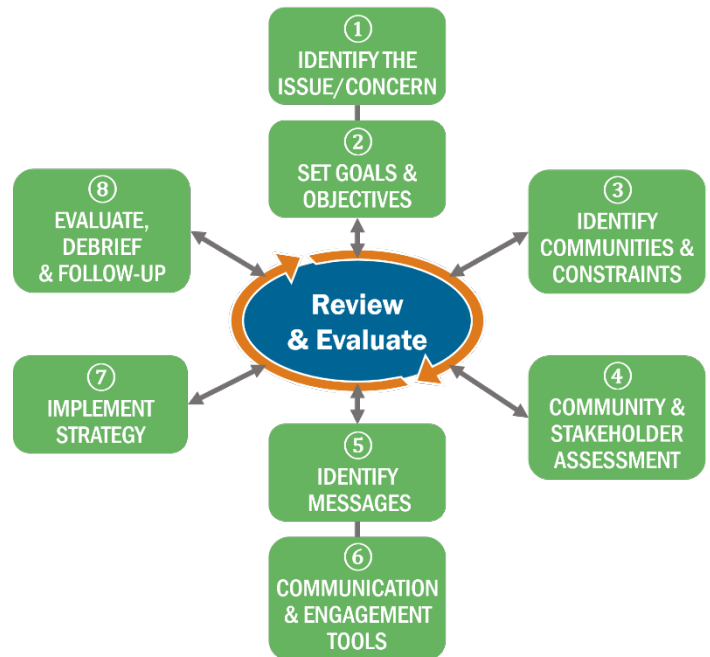 ①
IDENTIFY THE
ISSUE/CONCERN
②
SET GOALS &
OBJECTIVES
③
IDENTIFY
COMMUNITIES &
CONSTRAINTS
④
COMMUNITY &
STAKEHOLDER
ASSESSMENT
⑤
IDENTIFY
MESSAGES
⑥
COMMUNICATION
& ENGAGEMENT
TOOLS
⑦
IMPLEMENT
STRATEGY
⑧
EVALUATE,
DEBRIEF
& FOLLOW-UP
Review
& Evaluate